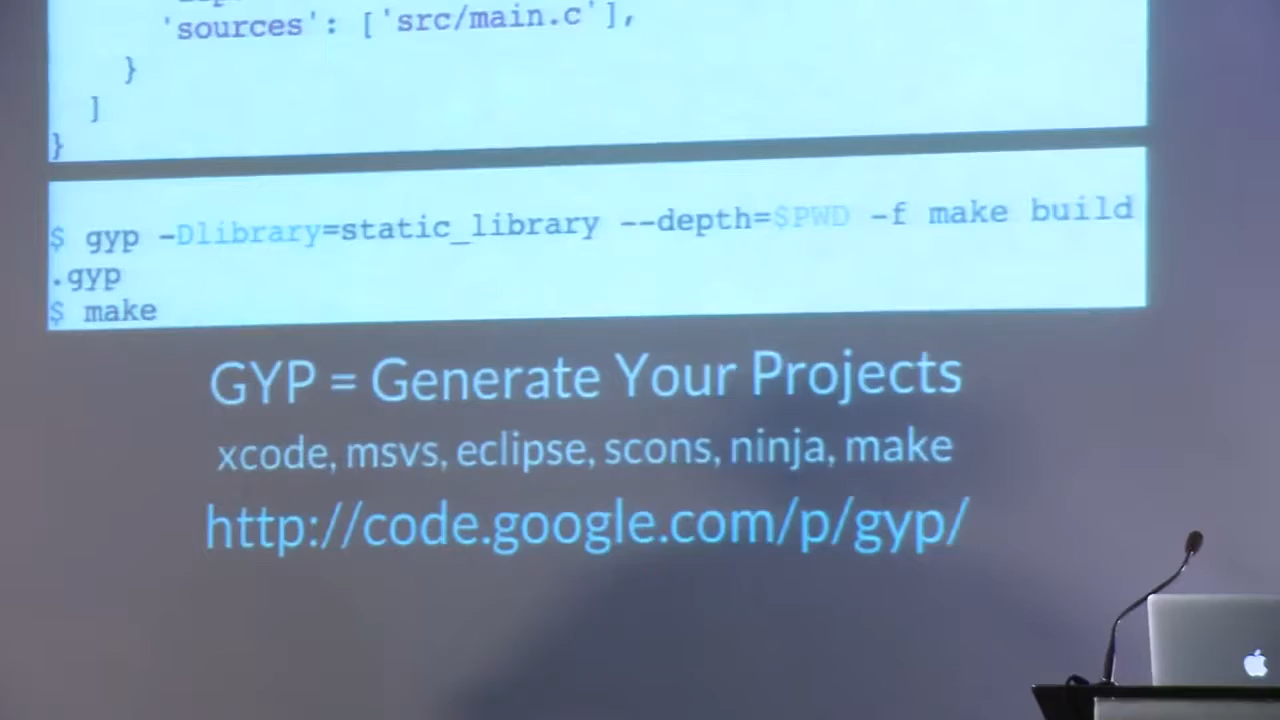 'sources': ['src/main.c'],
}
]
}
$ gyp -Dlibrary=static_library --depth=$PWD -f make build
.gyp
$ make
GYP = Generate Your Projects
xcode, msvs, eclipse, scons, ninja, make
http://code.google.com/p/gyp/